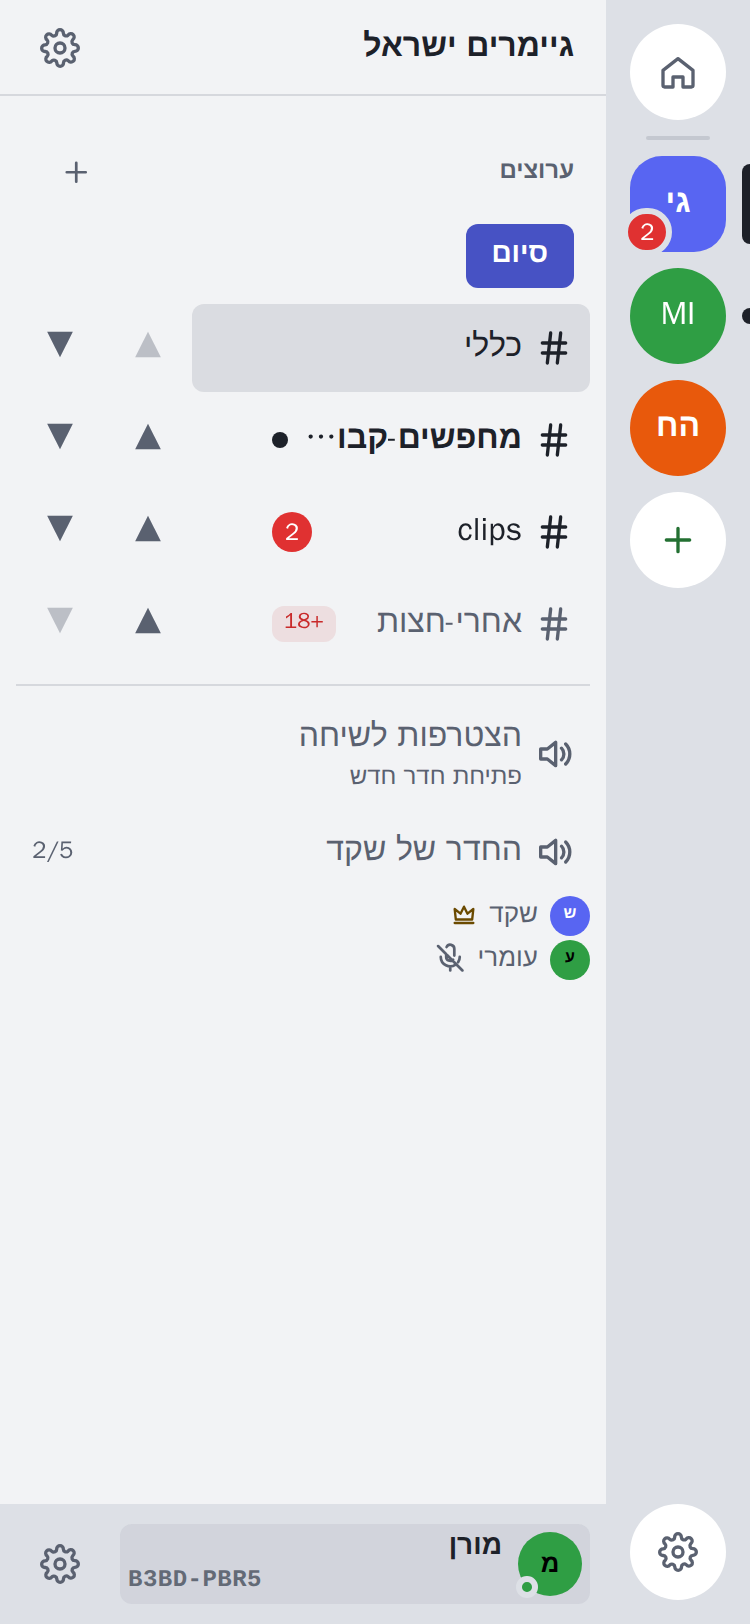 גיימרים ישראל
ערוצים
סיום
כללי
מחפשים-קבו…
clips
2
אחרי-חצות
18+
הצטרפות לשיחה
פתיחת חדר חדש
החדר של שקד
2/5
ש
שקד
ע
עומרי
מ
מורן
B3BD-PBR5
גי
2
MI
הח